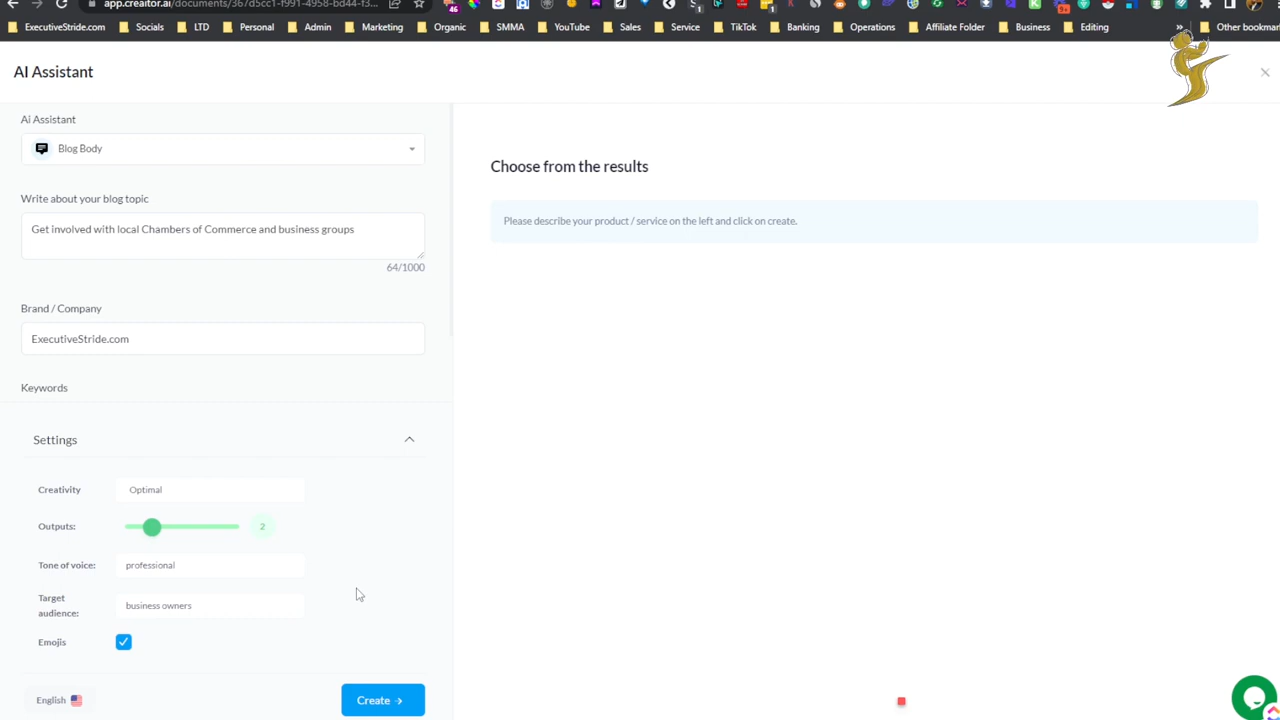 app.creaitor.ai/documents/
ExecutiveStride.com Socials LTD Personal Admin Marketing Organic SMMA YouTube Sales Service TikTok Banking Operations Affiliate Folder Business Editing » Other bookmar
AI Assistant
Ai Assistant
Blog Body
Write about your blog topic
Get involved with local Chambers of Commerce and business groups
64/1000
Brand / Company
ExecutiveStride.com
Keywords
Settings
Creativity Optimal
Outputs: 2
Tone of voice: professional
Target audience: business owners
Emojis
English
Create →
Choose from the results
Please describe your product / service on the left and click on create.